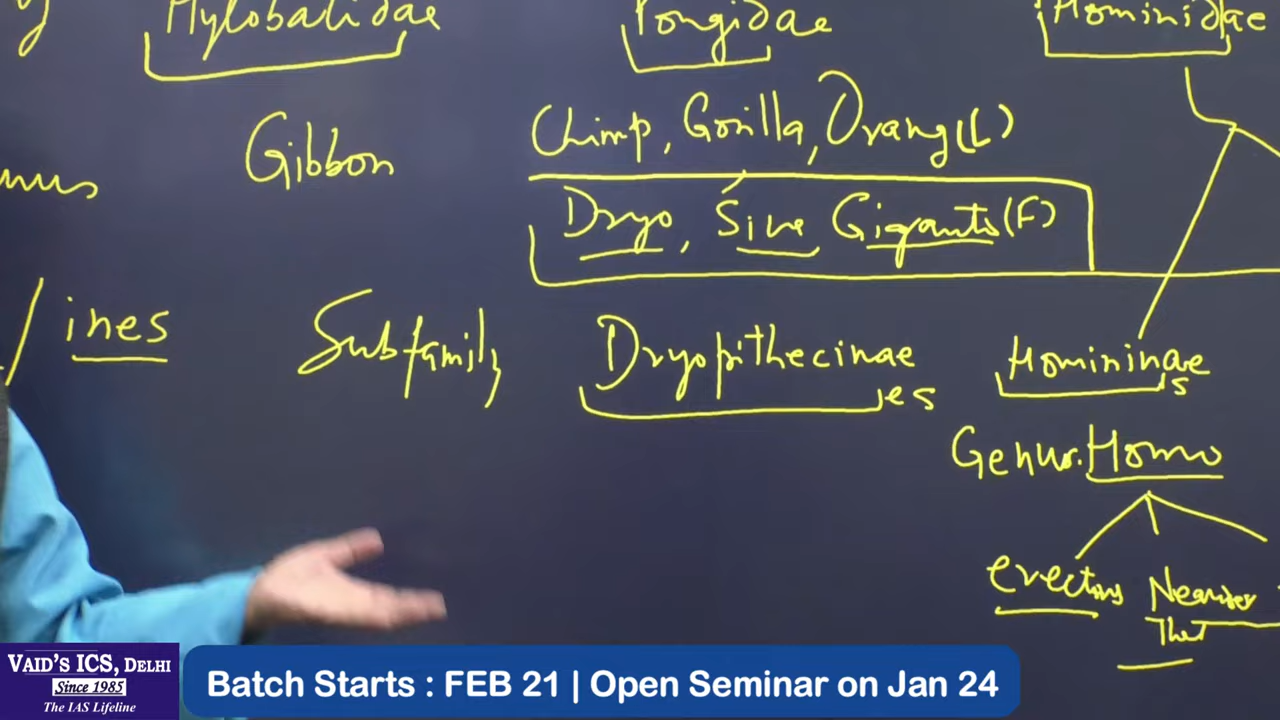 Hylobatidae Pongidae Hominidae
Gibbon Chimp, Gorilla, Orang(L)
Dryo, Siva Giganto(F)
ines Subfamily Dryopithecinae Homininae
es s
Genus. Homo
erectus Neander
Thal
VAID'S ICS, DELHI
Since 1985
The IAS Lifeline
Batch Starts : FEB 21 | Open Seminar on Jan 24